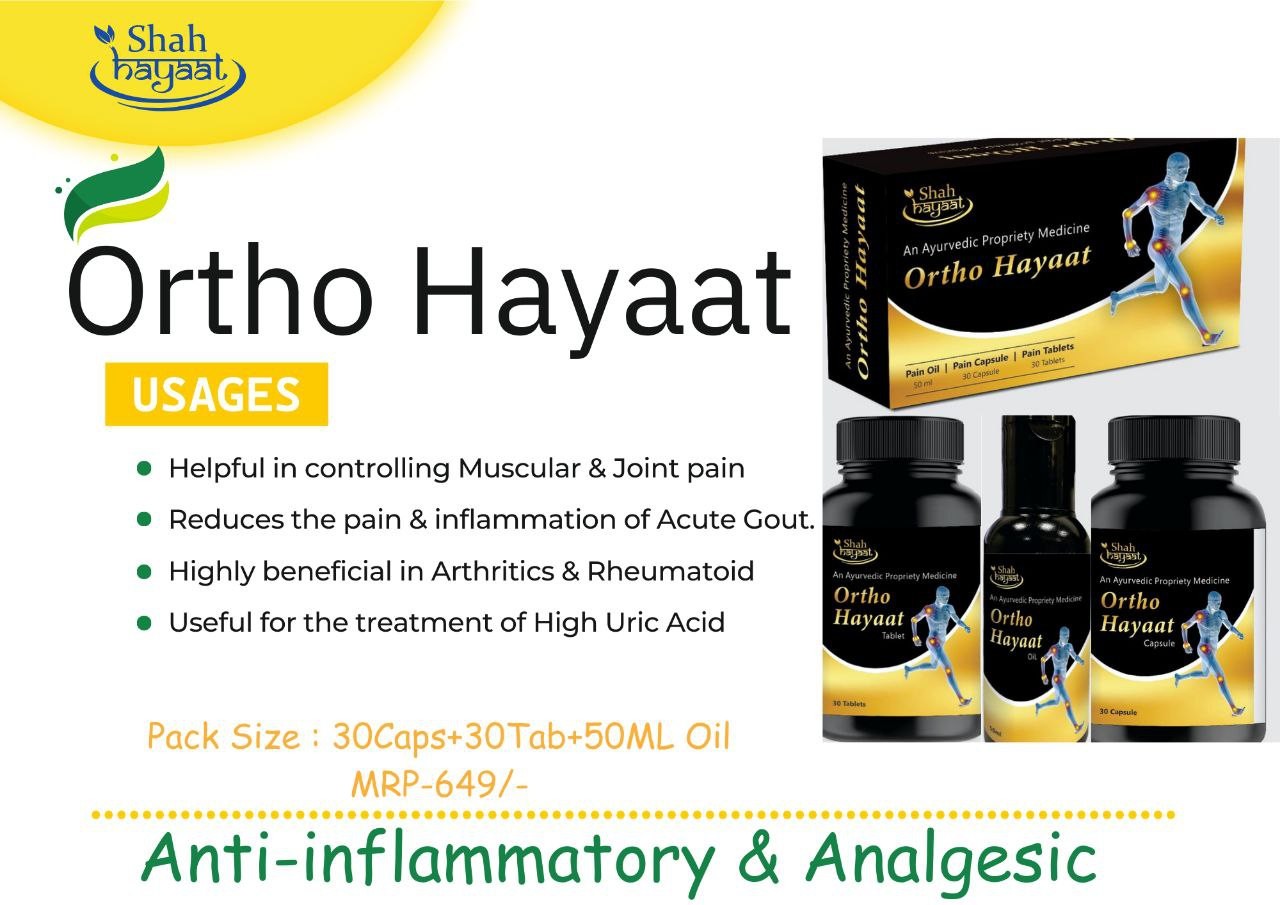 Shah
hayaat
Ortho Hayaat
USAGES
Helpful in controlling Muscular & Joint pain
Reduces the pain & inflammation of Acute Gout.
Highly beneficial in Arthritics & Rheumatoid
Useful for the treatment of High Uric Acid
Pack Size : 30Caps+30Tab+50ML Oil
MRP-649/-
Anti-inflammatory & Analgesic
An Ayurvedic Propriety Medicine
Ortho Hayaat
Shah
hayaat
An Ayurvedic Propriety Medicine
Ortho Hayaat
Pain Oil | Pain Capsule | Pain Tablets
50 ml 30 Capsule 30 Tablets
Shah
hayaat
An Ayurvedic Propriety Medicine
Ortho
Hayaat
Tablet
30 Tablets
Shah
hayaat
An Ayurvedic Propriety Medicine
Ortho
Hayaat
Oil
Shah
hayaat
An Ayurvedic Propriety Medicine
Ortho
Hayaat
Capsule
30 Capsule